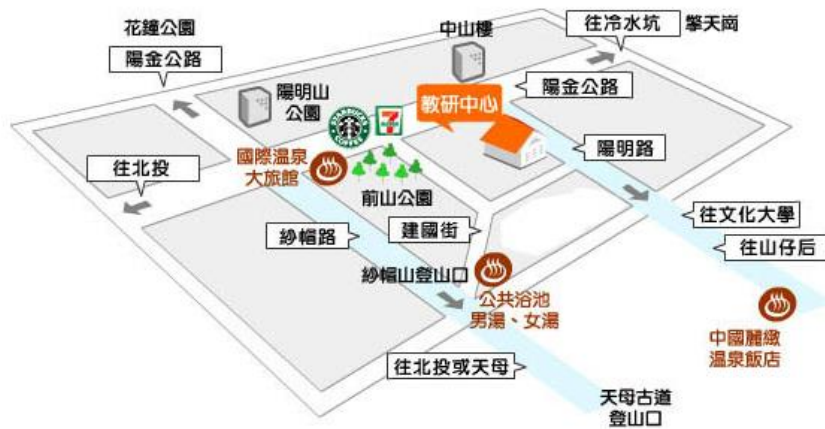 花鐘公園
陽金公路
中山樓
往冷水坑
擎天崗
陽明山
公園
STARBUCKS
COFFEE
7
ELEVEN
教研中心
陽金公路
往北投
國際溫泉
大旅館
前山公園
陽明路
紗帽路
建國街
往文化大學
往山仔后
紗帽山登山口
公共浴池
男湯、女湯
中國麗緻
溫泉飯店
往北投或天母
天母古道
登山口